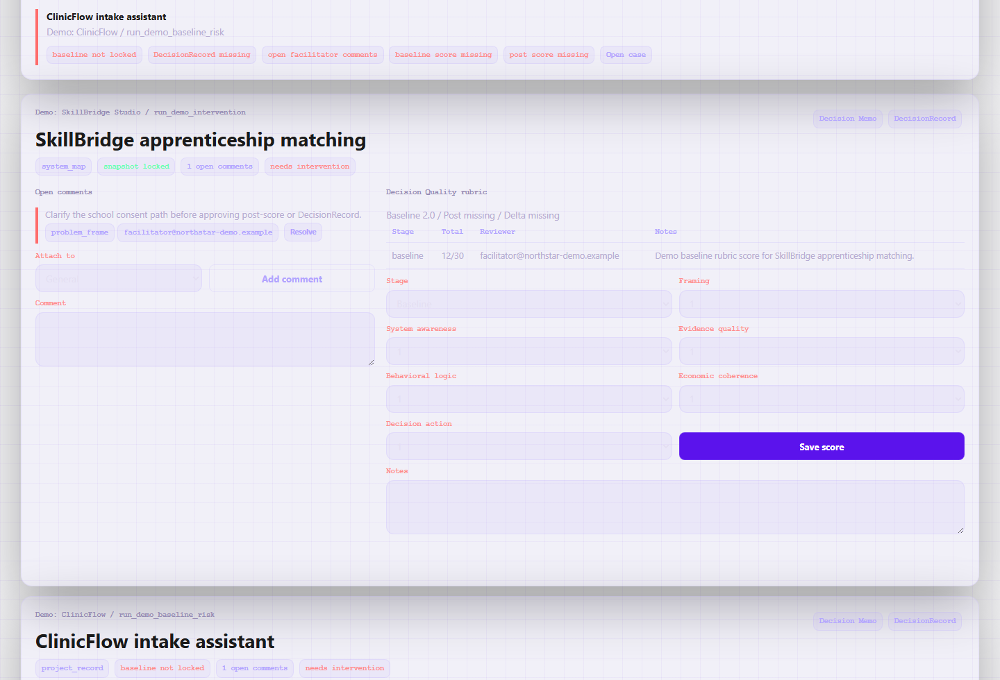 ClinicFlow intake assistant
Demo: ClinicFlow / run_demo_baseline_risk
baseline not locked DecisionRecord missing open facilitator comments baseline score missing post score missing Open case
Demo: SkillBridge Studio / run_demo_intervention
Decision Memo DecisionRecord
SkillBridge apprenticeship matching
system_map snapshot locked 1 open comments needs intervention
Open comments
Clarify the school consent path before approving post-score or DecisionRecord.
problem_frame facilitator@northstar-demo.example Resolve
Attach to
General Add comment
Comment
Decision Quality rubric
Baseline 2.0 / Post missing / Delta missing
Stage Total Reviewer Notes
baseline 12/30 facilitator@northstar-demo.example Demo baseline rubric score for SkillBridge apprenticeship matching.
Stage Framing
Baseline 1
System awareness Evidence quality
1 1
Behavioral logic Economic coherence
1 1
Decision action
1 Save score
Notes
Demo: ClinicFlow / run_demo_baseline_risk
Decision Memo DecisionRecord
ClinicFlow intake assistant
project_record baseline not locked 1 open comments needs intervention